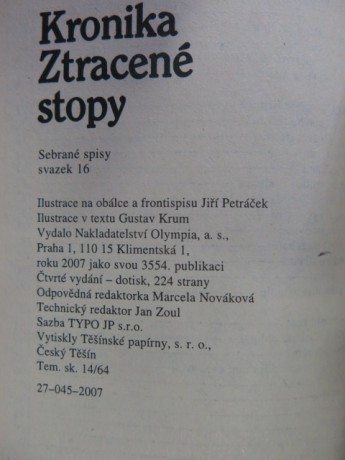 Kronika
Ztracené
stopy
Sebrané spisy
svazek 16
Ilustrace na obálce a frontispisu Jiří Petráček
Ilustrace v textu Gustav Krum
Vydalo Nakladatelství Olympia, a. s.,
Praha 1, 110 15 Klimentská 1,
roku 2007 jako svou 3554. publikaci
Čtvrté vydání – dotisk, 224 strany
Odpovědná redaktorka Marcela Nováková
Technický redaktor Jan Zoul
Sazba TYPO JP s.r.o.
Vytiskly Těšínské papírny, s. r. o.,
Český Těšín
Tem. sk. 14/64
27–045–2007